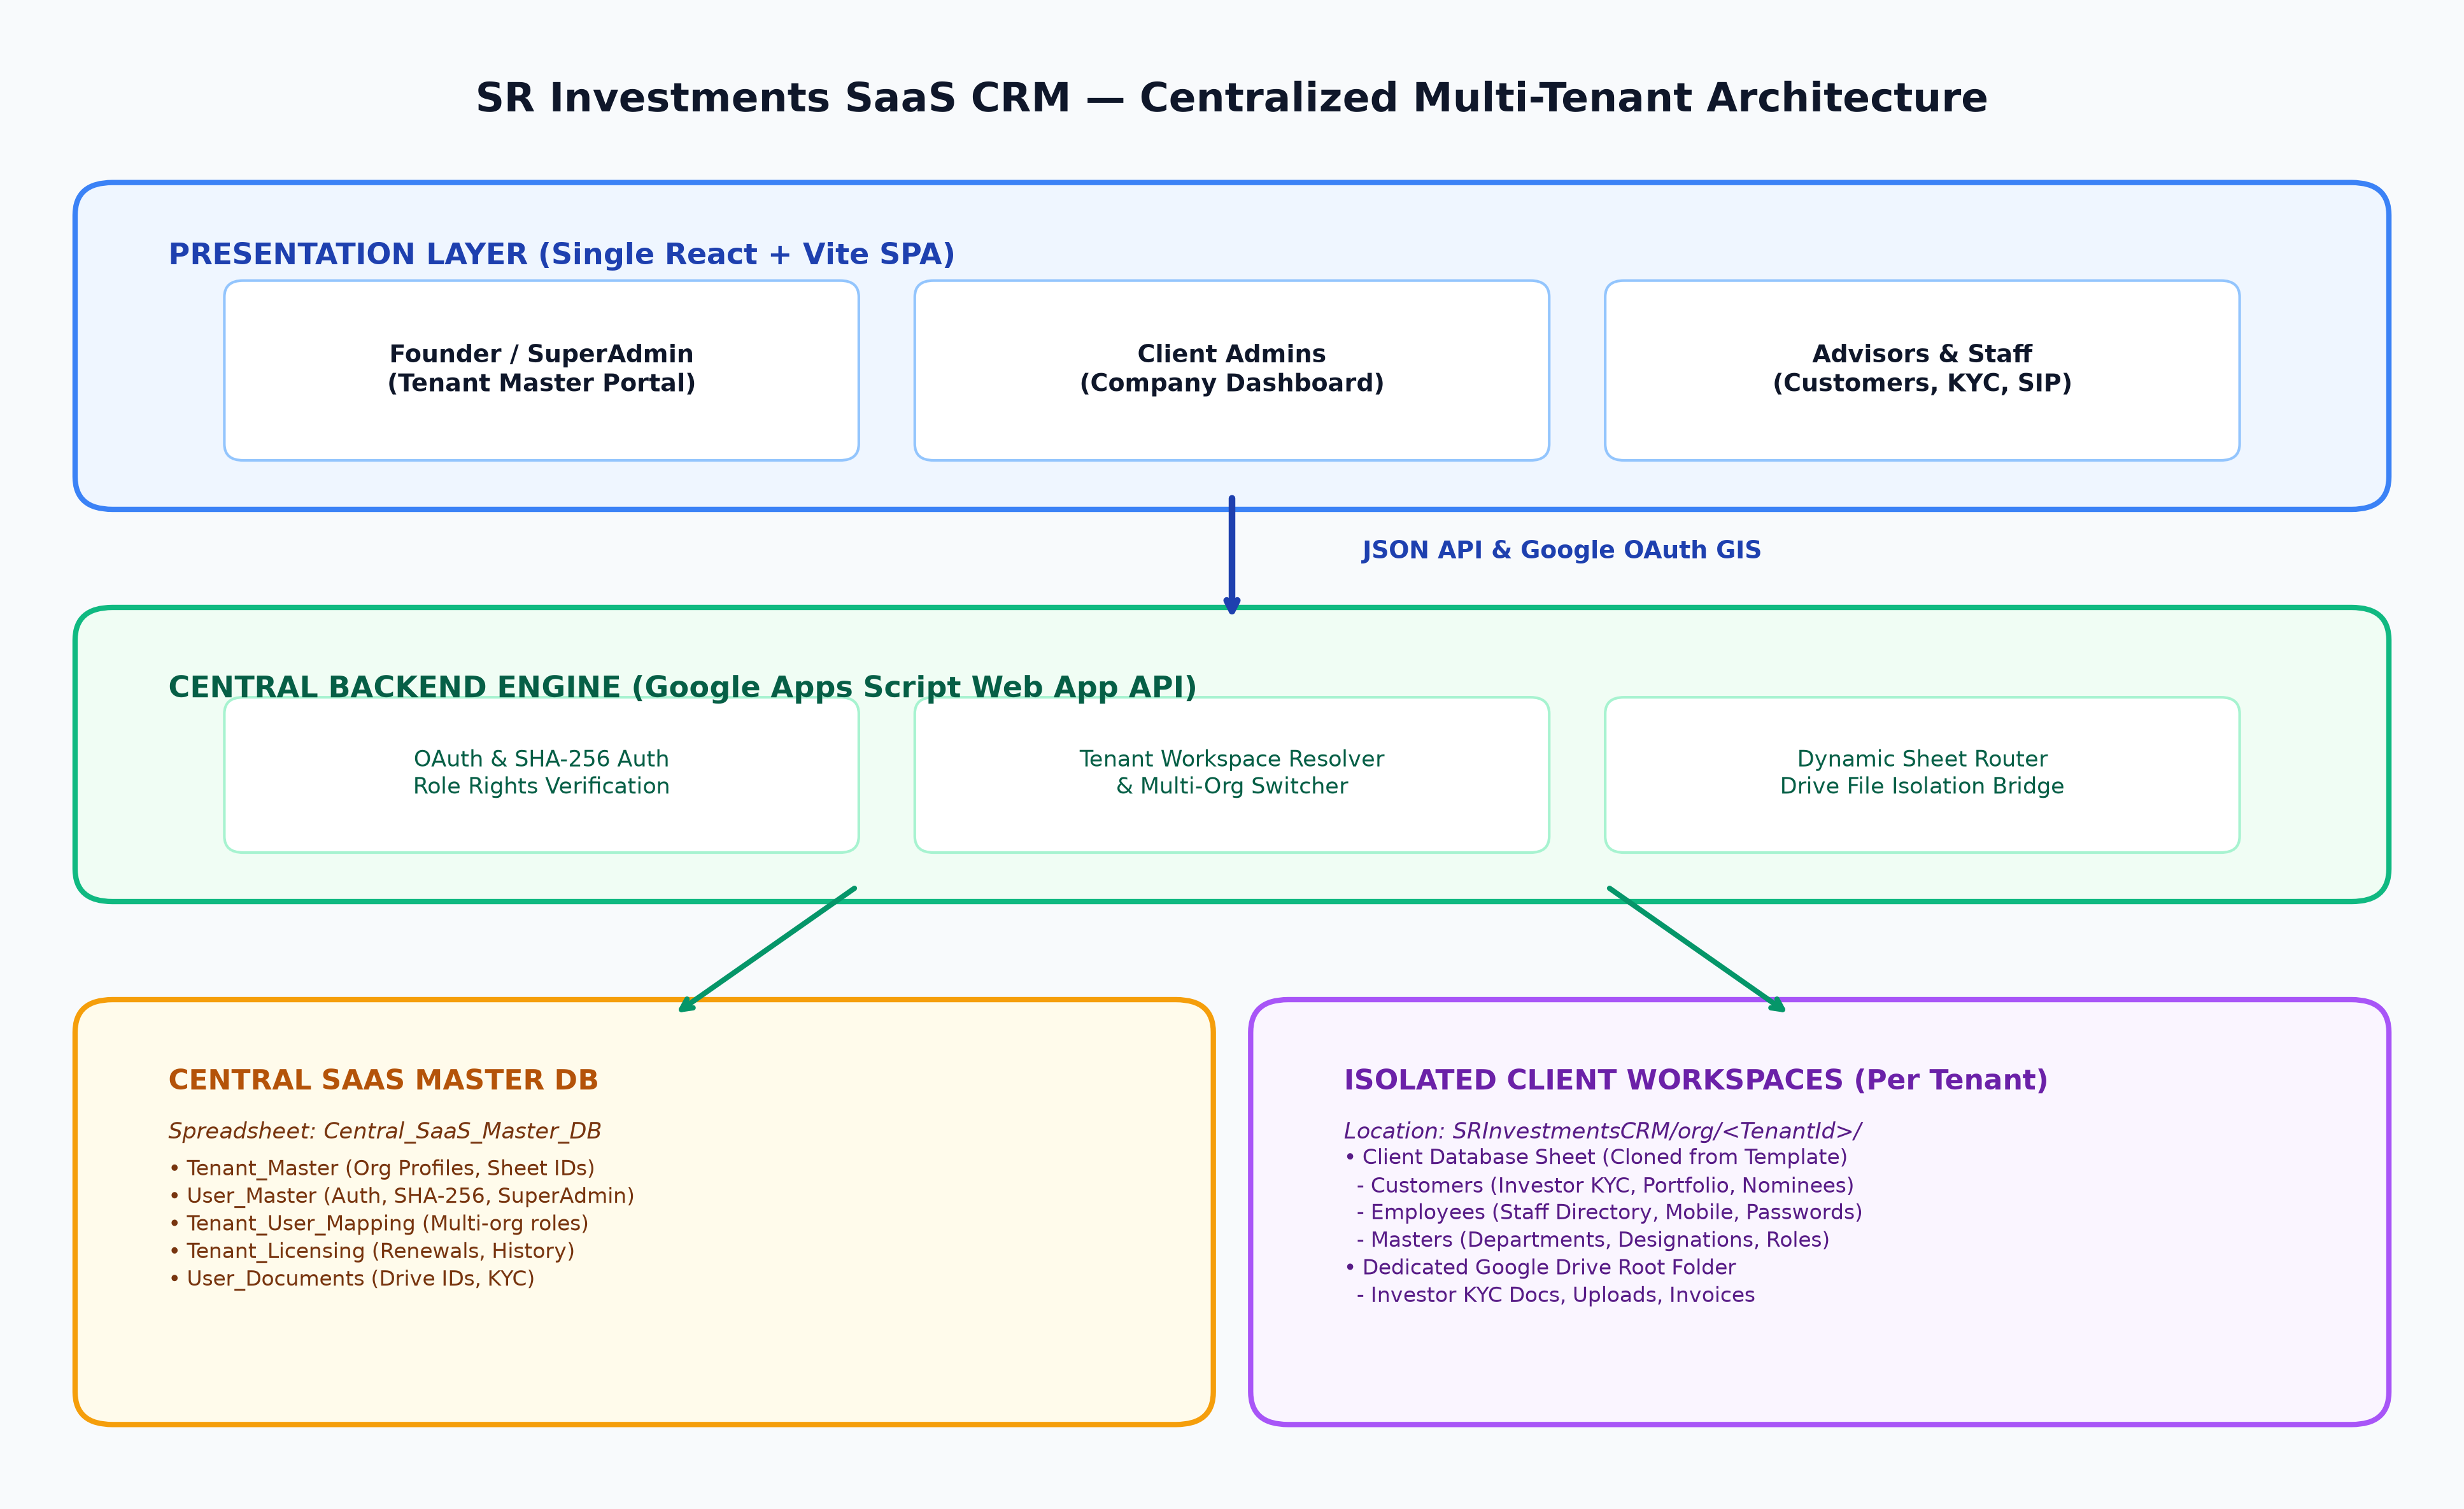 SR Investments SaaS CRM — Centralized Multi-Tenant Architecture
PRESENTATION LAYER (Single React + Vite SPA)
Founder / SuperAdmin
(Tenant Master Portal)
Client Admins
(Company Dashboard)
Advisors & Staff
(Customers, KYC, SIP)
JSON API & Google OAuth GIS
CENTRAL BACKEND ENGINE (Google Apps Script Web App API)
OAuth & SHA-256 Auth
Role Rights Verification
Tenant Workspace Resolver
& Multi-Org Switcher
Dynamic Sheet Router
Drive File Isolation Bridge
CENTRAL SAAS MASTER DB
Spreadsheet: Central_SaaS_Master_DB
• Tenant_Master (Org Profiles, Sheet IDs)
• User_Master (Auth, SHA-256, SuperAdmin)
• Tenant_User_Mapping (Multi-org roles)
• Tenant_Licensing (Renewals, History)
• User_Documents (Drive IDs, KYC)
ISOLATED CLIENT WORKSPACES (Per Tenant)
Location: SRInvestmentsCRM/org/<TenantId>/
• Client Database Sheet (Cloned from Template)
- Customers (Investor KYC, Portfolio, Nominees)
- Employees (Staff Directory, Mobile, Passwords)
- Masters (Departments, Designations, Roles)
• Dedicated Google Drive Root Folder
- Investor KYC Docs, Uploads, Invoices